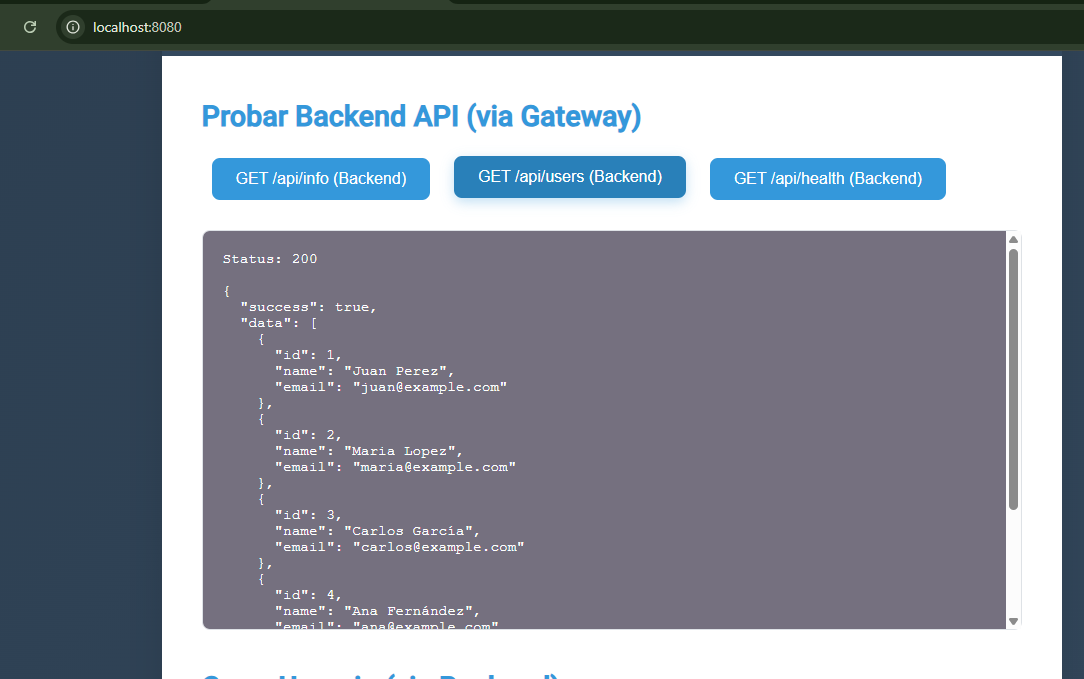 localhost:8080
Probar Backend API (via Gateway)
GET /api/info (Backend)
GET /api/users (Backend)
GET /api/health (Backend)
Status: 200
{
"success": true,
"data": [
{
"id": 1,
"name": "Juan Perez",
"email": "juan@example.com"
},
{
"id": 2,
"name": "Maria Lopez",
"email": "maria@example.com"
},
{
"id": 3,
"name": "Carlos García",
"email": "carlos@example.com"
},
{
"id": 4,
"name": "Ana Fernández",
"email": "ana@example.com"